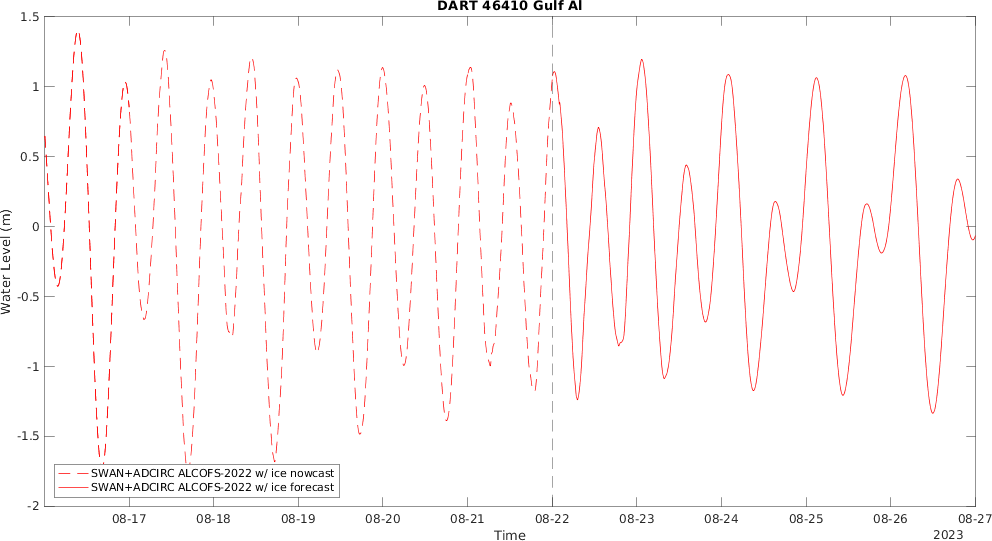 DART 46410 Gulf Al
Water Level (m)
1.5
1
0.5
0
-0.5
-1
-1.5
-2
SWAN+ADCIRC ALCOFS-2022 w/ ice nowcast
SWAN+ADCIRC ALCOFS-2022 w/ ice forecast
08-17 08-18 08-19 08-20 08-21 08-22 08-23 08-24 08-25 08-26 08-27
Time
2023